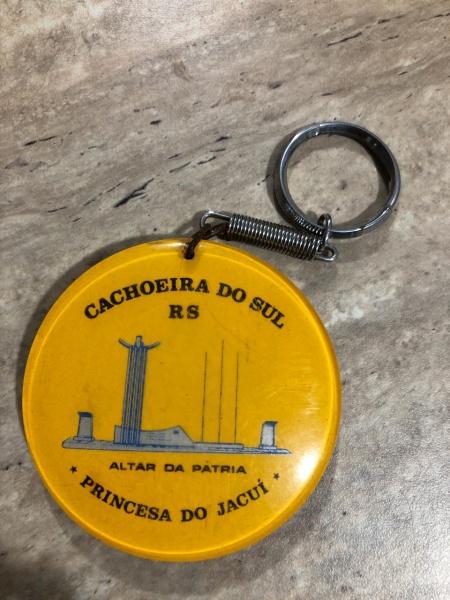 CACHOEIRA DO SUL
RS
ALTAR DA PÁTRIA
★ PRINCESA DO JACUÍ ★